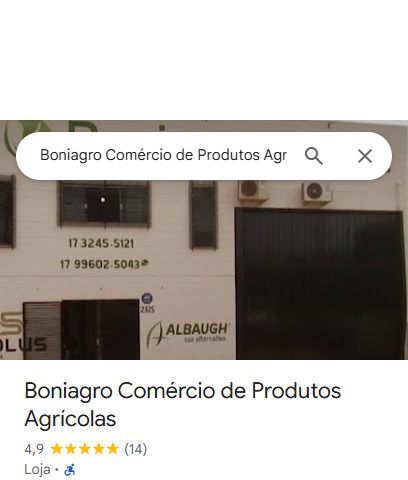 Boniagro Comércio de Produtos Agr
17 3245-5121
17 99602-5043
2325
ALBAUGH
sua alternativa
OLUS
Boniagro Comércio de Produtos
Agrícolas
4,9 (14)
Loja ·